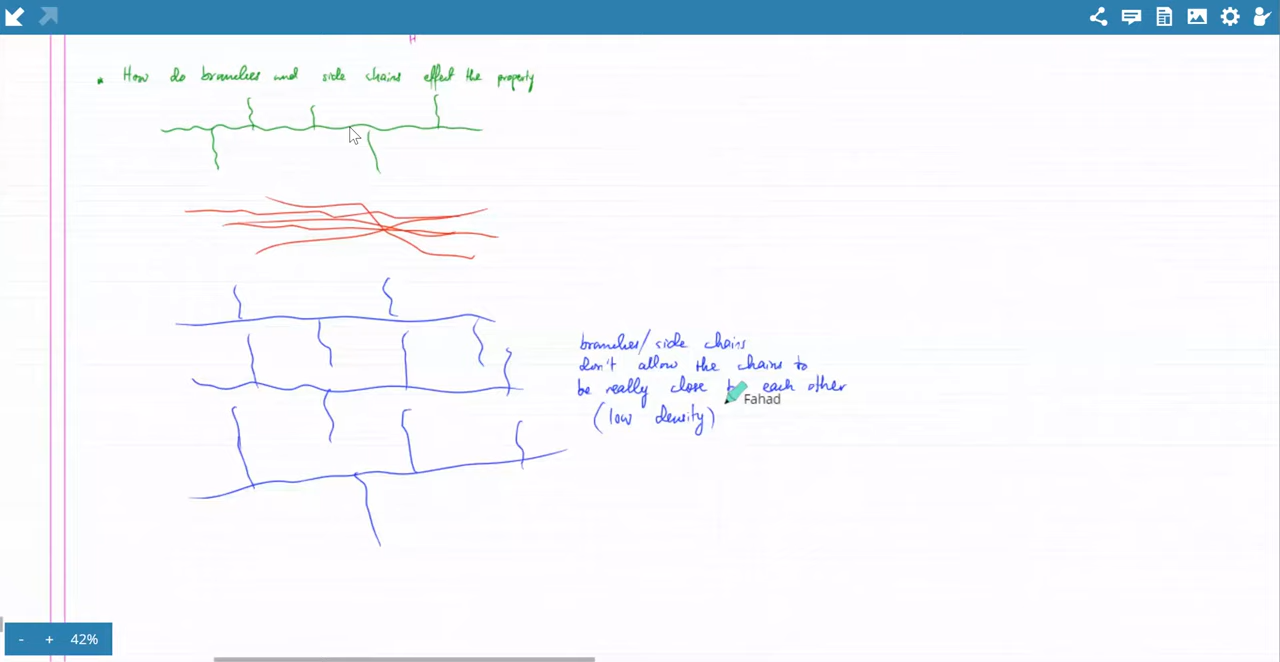 How do branches and side chains effect the property
branches/side chains
don't allow the chains to
be really close to each other
(low density)
Fahad
- + 42%